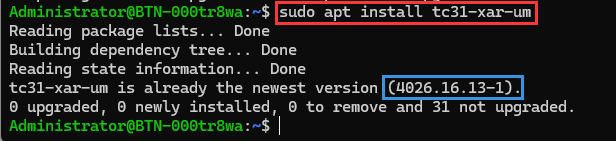 Administrator@BTN-000tr8wa:~$ sudo apt install tc31-xar-um
Reading package lists... Done
Building dependency tree... Done
Reading state information... Done
tc31-xar-um is already the newest version (4026.16.13-1).
0 upgraded, 0 newly installed, 0 to remove and 31 not upgraded.
Administrator@BTN-000tr8wa:~$